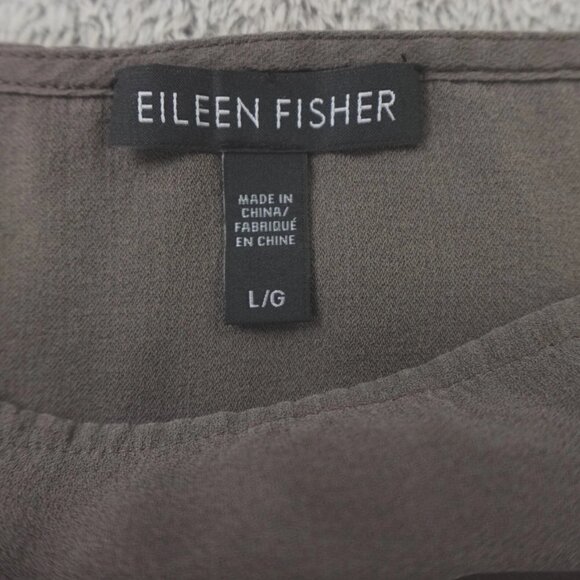 EILEEN FISHER
MADE IN
CHINA/
FABRIQUÉ
EN CHINE
L/G